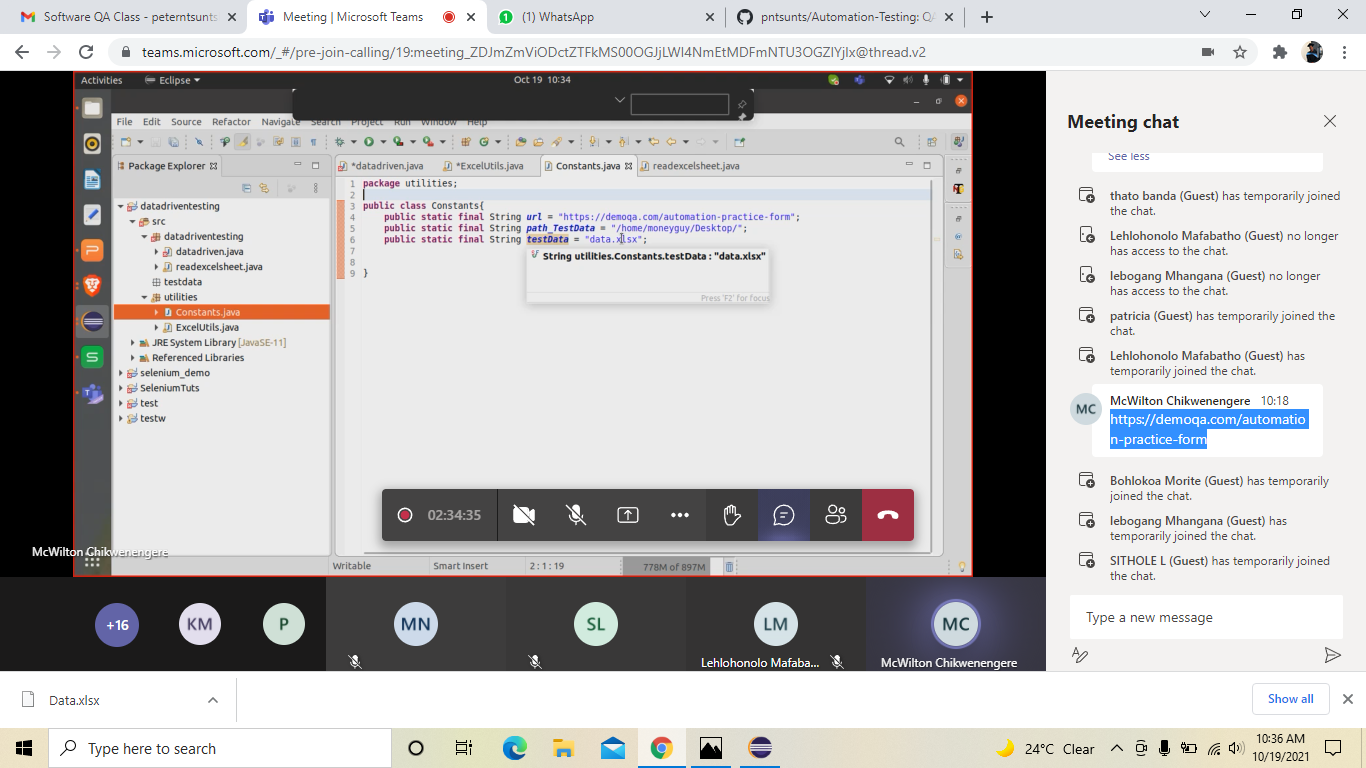 Software QA Class - peterntsunts
Meeting | Microsoft Teams
(1) WhatsApp
pntsunts/Automation-Testing: QA
teams.microsoft.com/_#/pre-join-calling/19:meeting_ZDJmZmViODctZTFkMS00OGJjLWI4NmEtMDFmNTU3OGZlYjIx@thread.v2
Activities
Eclipse
Oct 19 10:34
File Edit Source Refactor Navigate Search Project Run Window Help
Package Explorer
*datadriven.java
*ExcelUtils.java
Constants.java
readexcelsheet.java
datadriventesting
src
datadriventesting
datadriven.java
readexcelsheet.java
testdata
utilities
Constants.java
ExcelUtils.java
JRE System Library [JavaSE-11]
Referenced Libraries
selenium_demo
SeleniumTuts
test
testw
1 package utilities;
2
3 public class Constants{
4 public static final String url = "https://demoqa.com/automation-practice-form";
5 public static final String path_TestData = "/home/moneyguy/Desktop/";
6 public static final String testData = "data.xlsx";
7
8
9 }
String utilities.Constants.testData : "data.xlsx"
Press 'F2' for focus
02:34:35
McWilton Chikwenengere
Writable
Smart Insert
2 : 1 : 19
778M of 897M
+16
KM
P
MN
SL
LM
Lehlohonolo Mafaba...
MC
McWilton Chikwenengere
Meeting chat
See less
thato banda (Guest) has temporarily joined
the chat.
Lehlohonolo Mafabatho (Guest) no longer
has access to the chat.
lebogang Mhangana (Guest) no longer
has access to the chat.
patricia (Guest) has temporarily joined the
chat.
Lehlohonolo Mafabatho (Guest) has
temporarily joined the chat.
MC
McWilton Chikwenengere 10:18
https://demoqa.com/automatio
n-practice-form
Bohlokoa Morite (Guest) has temporarily
joined the chat.
lebogang Mhangana (Guest) has
temporarily joined the chat.
SITHOLE L (Guest) has temporarily joined
the chat.
Type a new message
Data.xlsx
Show all
Type here to search
24°C Clear
10:36 AM
10/19/2021